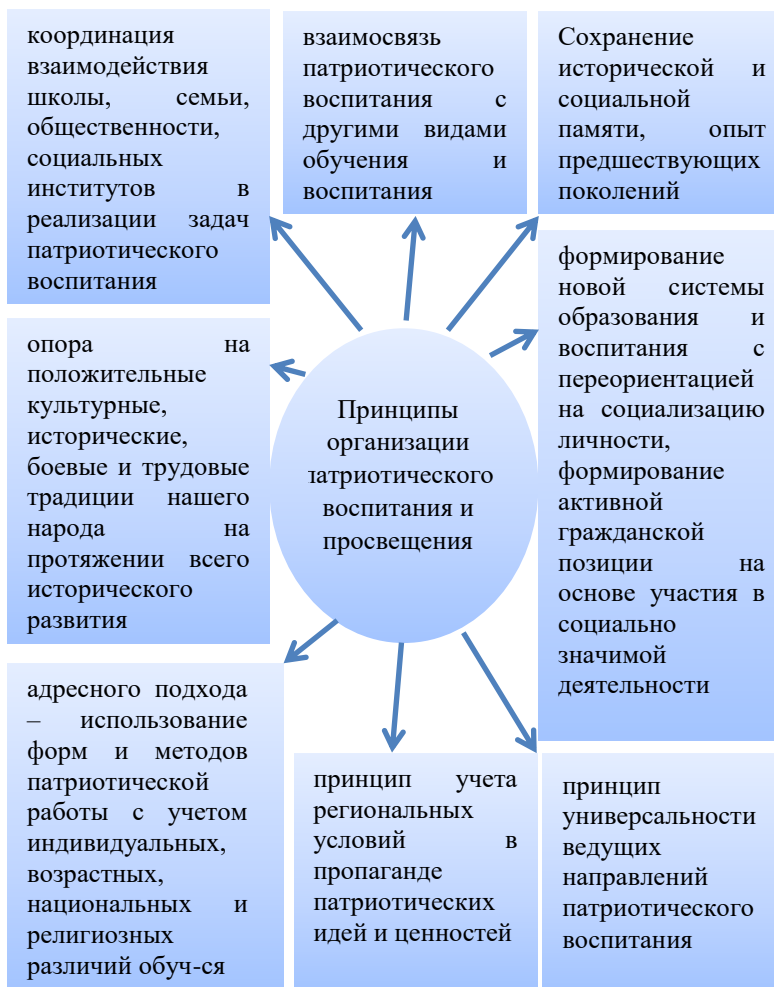 координация
взаимодействия
школы, семьи,
общественности,
социальных
институтов в
реализации задач
патриотического
воспитания
взаимосвязь
патриотического
воспитания с
другими видами
обучения и
воспитания
Сохранение
исторической и
социальной
памяти, опыт
предшествующих
поколений
опора на
положительные
культурные,
исторические,
боевые и трудовые
традиции нашего
народа на
протяжении всего
исторического
развития
Принципы
организации
патриотического
воспитания и
просвещения
формирование
новой системы
образования и
воспитания с
переориентацией
на социализацию
личности,
формирование
активной
гражданской
позиции на
основе участия в
социально
значимой
деятельности
адресного подхода
– использование
форм и методов
патриотической
работы с учетом
индивидуальных,
возрастных,
национальных и
религиозных
различий обуч-ся
принцип учета
региональных
условий в
пропаганде
патриотических
идей и ценностей
принцип
универсальности
ведущих
направлений
патриотического
воспитания